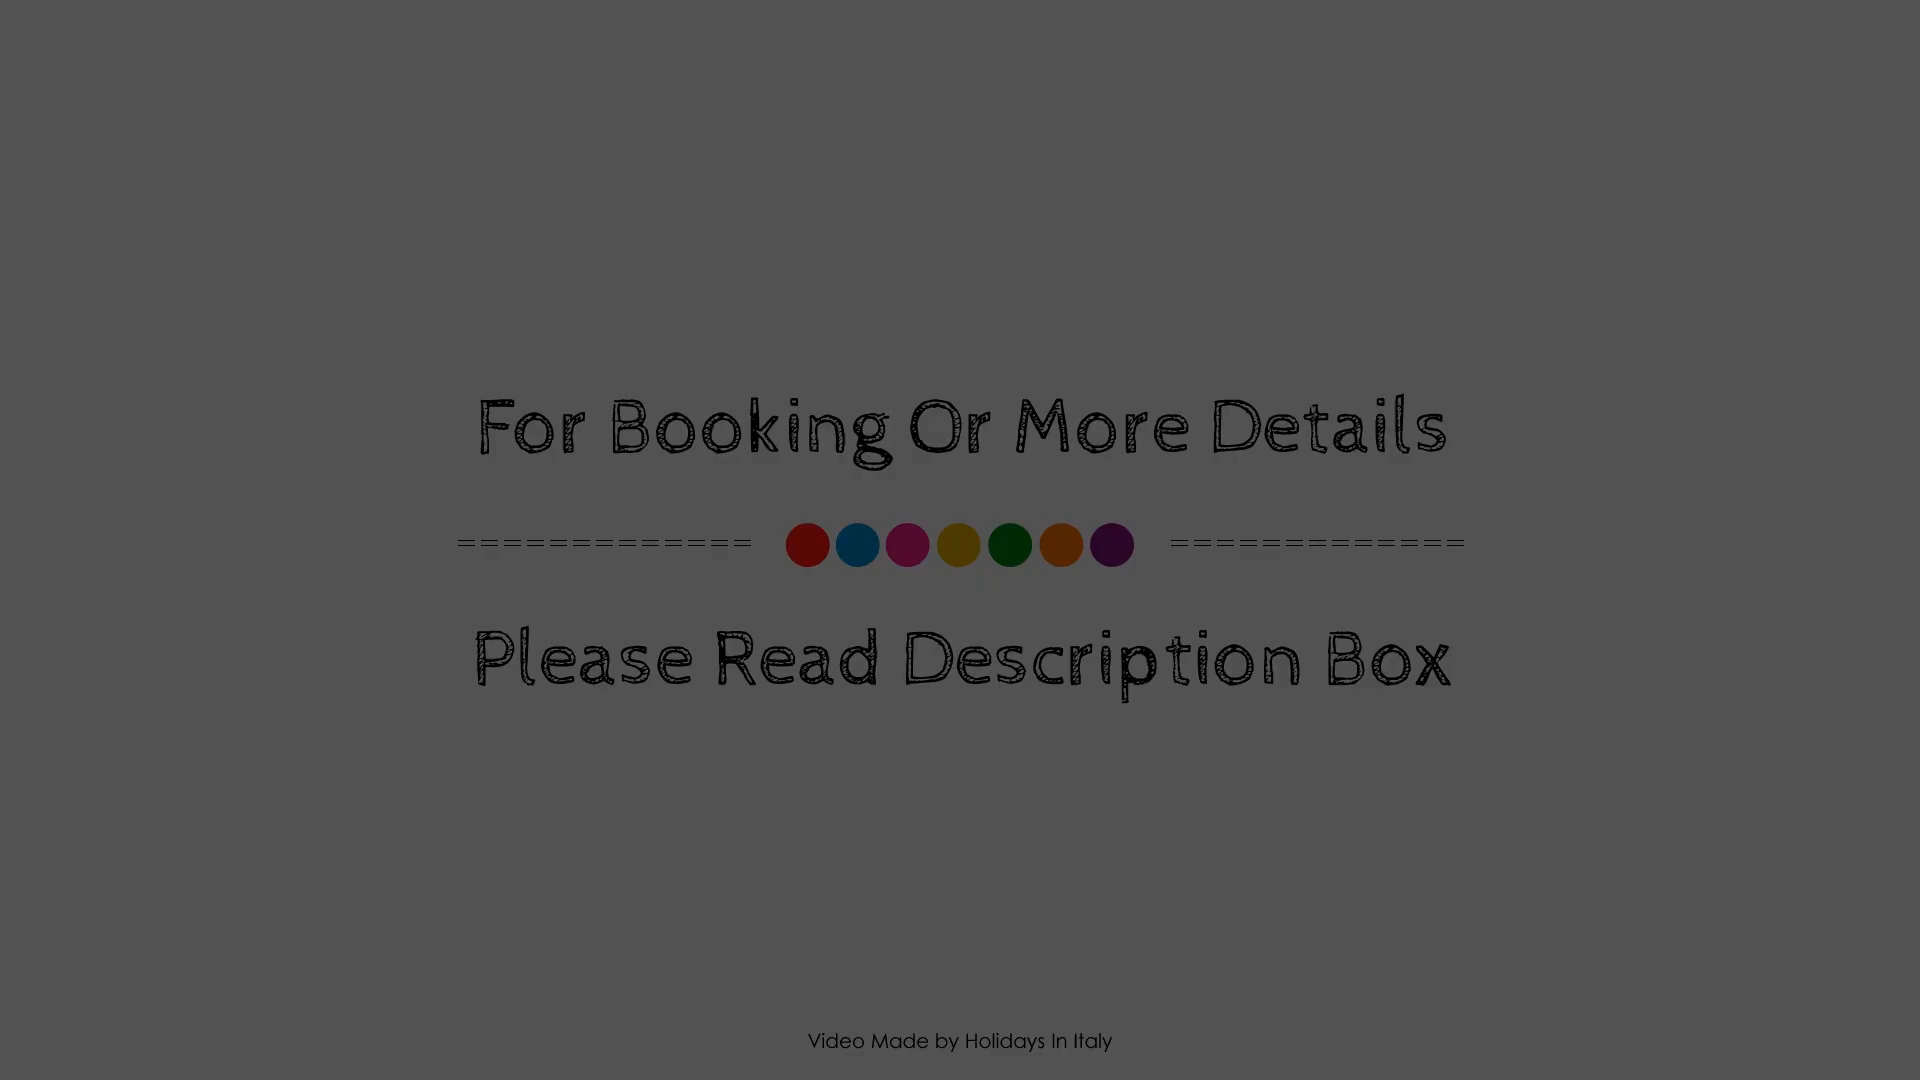 For Booking Or More Details
============= =============
Please Read Description Box
Video Made by Holidays In Italy